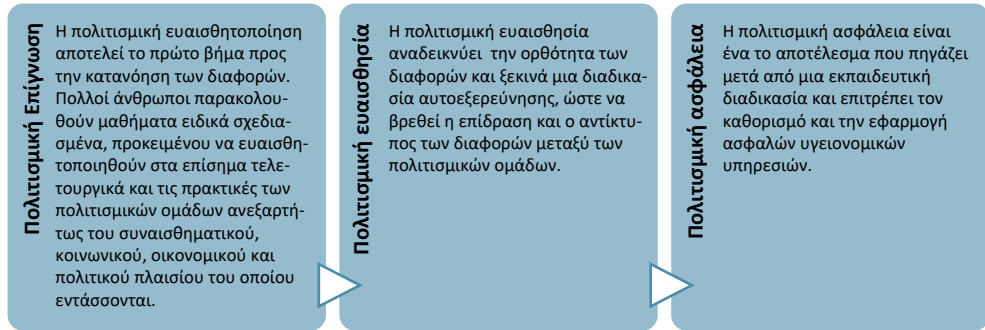 Πολιτισμική Επίγνωση
Η πολιτισμική ευαισθητοποίηση
αποτελεί το πρώτο βήμα προς
την κατανόηση των διαφορών.
Πολλοί άνθρωποι παρακολου-
θούν μαθήματα ειδικά σχεδια-
σμένα, προκειμένου να ευαισθη-
τοποιηθούν στα επίσημα τελε-
τουργικά και τις πρακτικές των
πολιτισμικών ομάδων ανεξαρτή-
τως του συναισθηματικού,
κοινωνικού, οικονομικού και
πολιτικού πλαισίου του οποίου
εντάσσονται.
Πολιτισμική ευαισθησία
Η πολιτισμική ευαισθησία
αναδεικνύει την ορθότητα των
διαφορών και ξεκινά μια διαδικα-
σία αυτοεξερεύνησης, ώστε να
βρεθεί η επίδραση και ο αντίκτυ-
πος των διαφορών μεταξύ των
πολιτισμικών ομάδων.
Πολιτισμική ασφάλεια
Η πολιτισμική ασφάλεια είναι
ένα το αποτέλεσμα που πηγάζει
μετά από μια εκπαιδευτική
διαδικασία και επιτρέπει τον
καθορισμό και την εφαρμογή
ασφαλών υγειονομικών
υπηρεσιών.